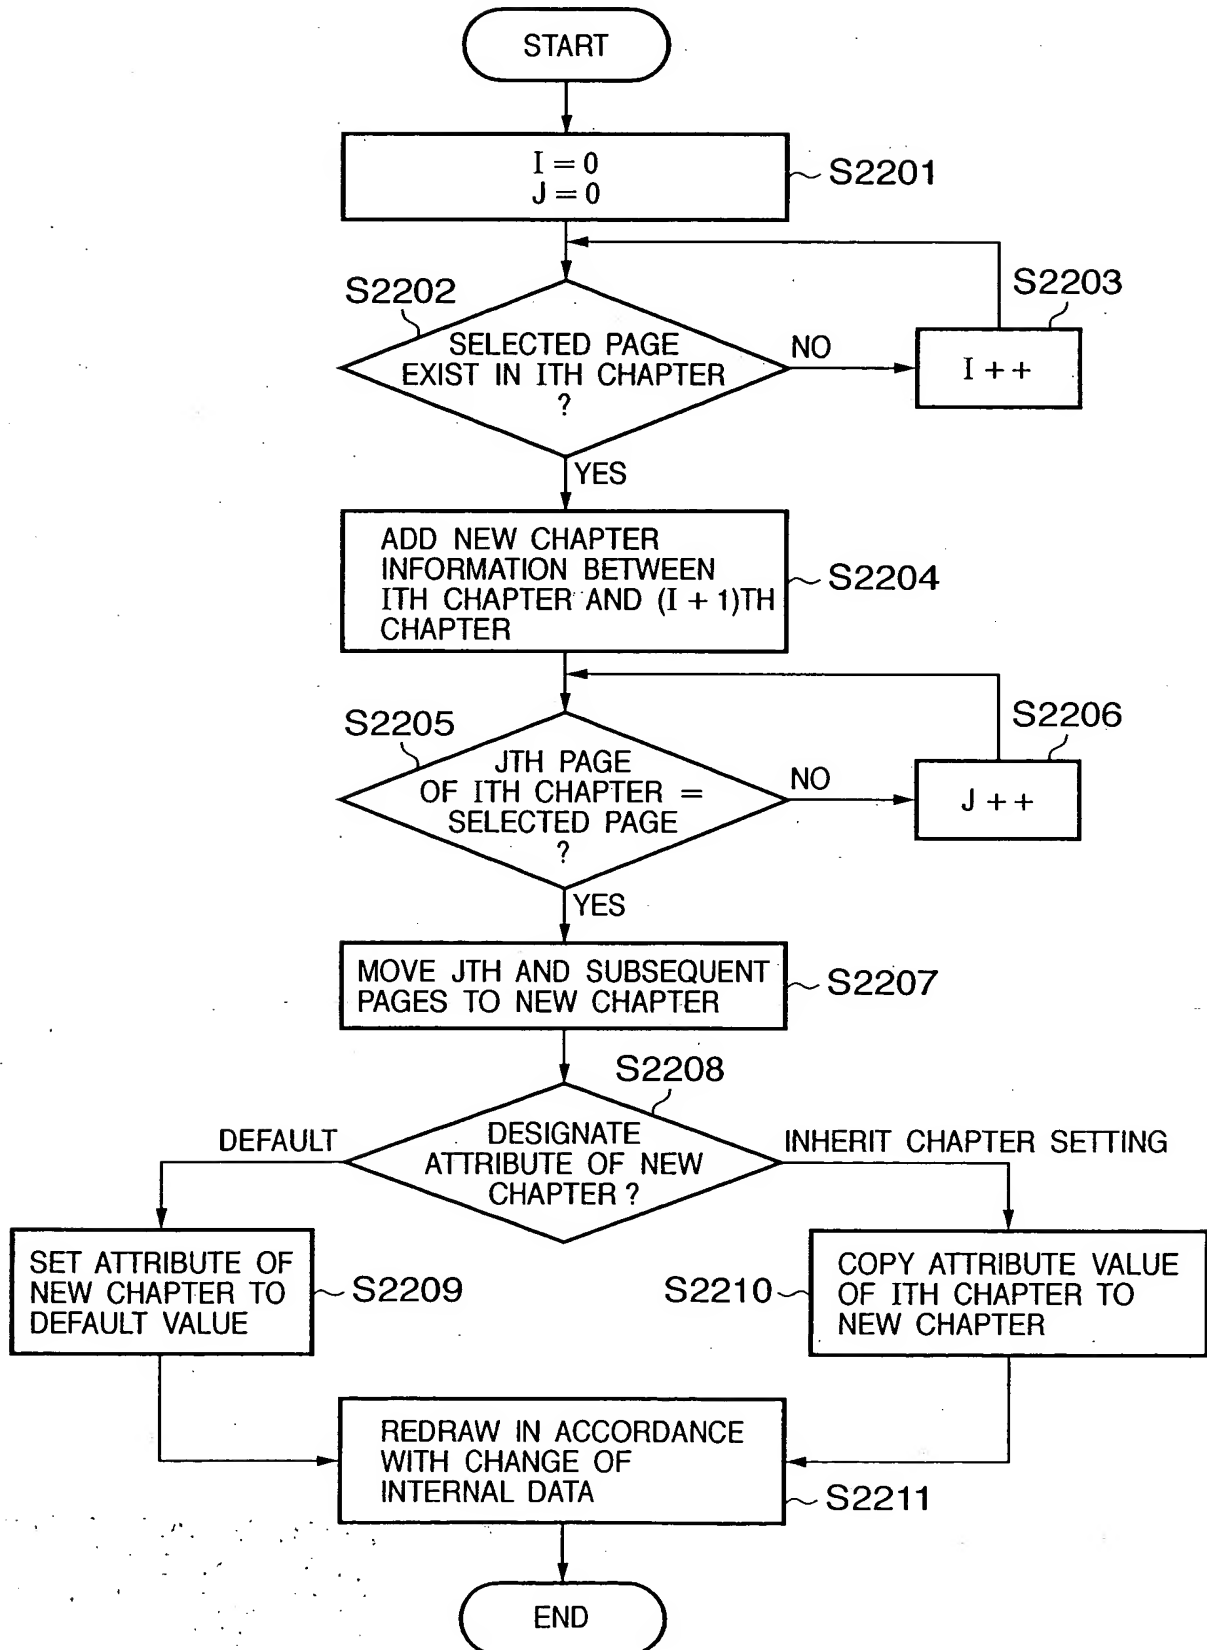 START
I = 0
J = 0
S2201
S2202
SELECTED PAGE
EXIST IN ITH CHAPTER
?
NO
S2203
I + +
YES
ADD NEW CHAPTER
INFORMATION BETWEEN
ITH CHAPTER AND (I + 1)TH
CHAPTER
S2204
S2205
JTH PAGE
OF ITH CHAPTER =
SELECTED PAGE
?
NO
S2206
J + +
YES
MOVE JTH AND SUBSEQUENT
PAGES TO NEW CHAPTER
S2207
S2208
DESIGNATE
ATTRIBUTE OF NEW
CHAPTER ?
DEFAULT
INHERIT CHAPTER SETTING
SET ATTRIBUTE OF
NEW CHAPTER TO
DEFAULT VALUE
S2209
S2210
COPY ATTRIBUTE VALUE
OF ITH CHAPTER TO
NEW CHAPTER
REDRAW IN ACCORDANCE
WITH CHANGE OF
INTERNAL DATA
S2211
END